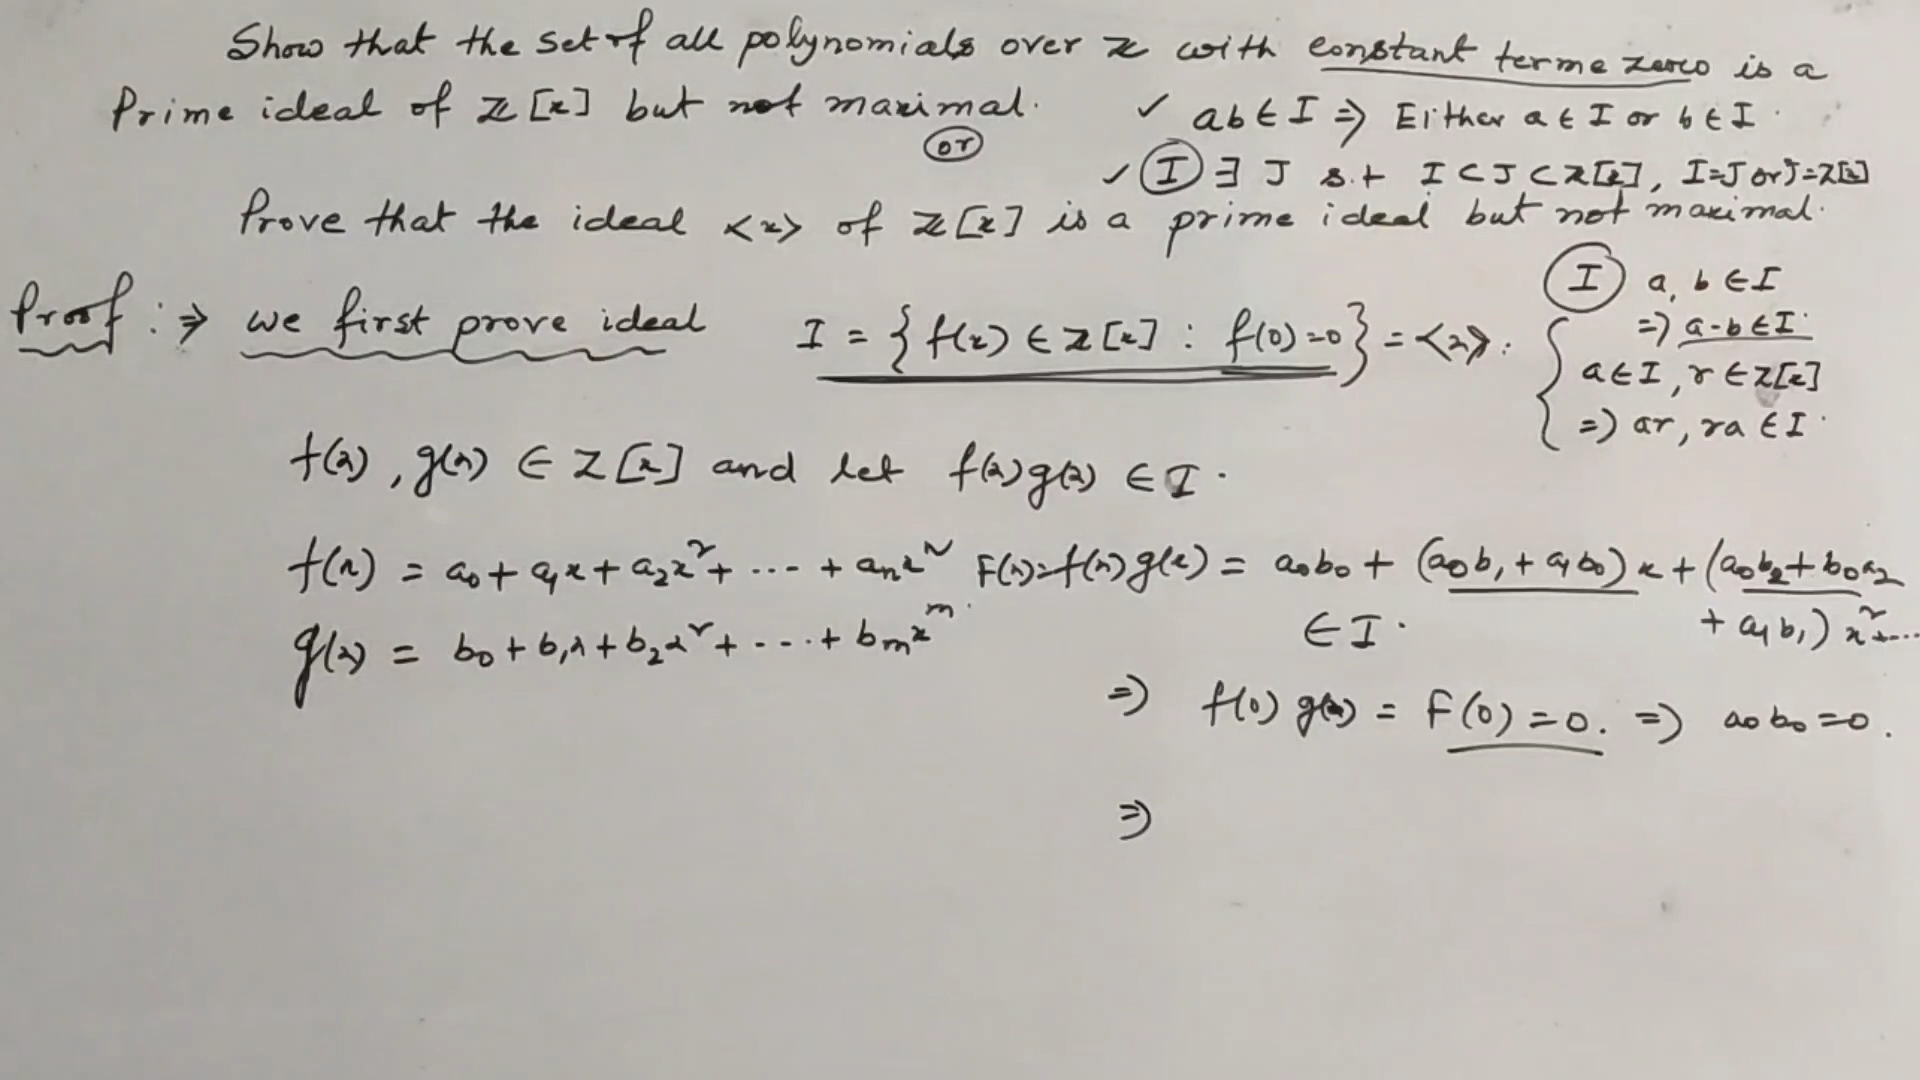 Show that the set of all polynomials over ℤ with constant terme zero is a
Prime ideal of ℤ[x] but not maximal.
✓ ab ∈ I ⇒ Either a ∈ I or b ∈ I.
(or)
✓ (I) ∃ J s.t I ⊂ J ⊂ ℤ[x], I=J or J=ℤ[x]
Prove that the ideal <x> of ℤ[x] is a prime ideal but not maximal.
Proof :⇒ we first prove ideal I = {f(x) ∈ ℤ[x] : f(0)=0} = <x>.
(I) a, b ∈ I
⇒ a-b ∈ I.
a ∈ I, r ∈ ℤ[x]
⇒ ar, ra ∈ I.
f(x), g(x) ∈ ℤ[x] and let f(x)g(x) ∈ I.
f(x) = a₀ + a₁x + a₂x² + ... + aₙxⁿ
F(x)=f(x)g(x) = a₀b₀ + (a₀b₁ + a₁b₀)x + (a₀b₂ + b₀a₂
+ a₁b₁)x²+...
∈ I.
g(x) = b₀ + b₁x + b₂x² + ... + bₘxᵐ.
⇒ f(0) g(0) = F(0) = 0. ⇒ a₀b₀ = 0.
⇒